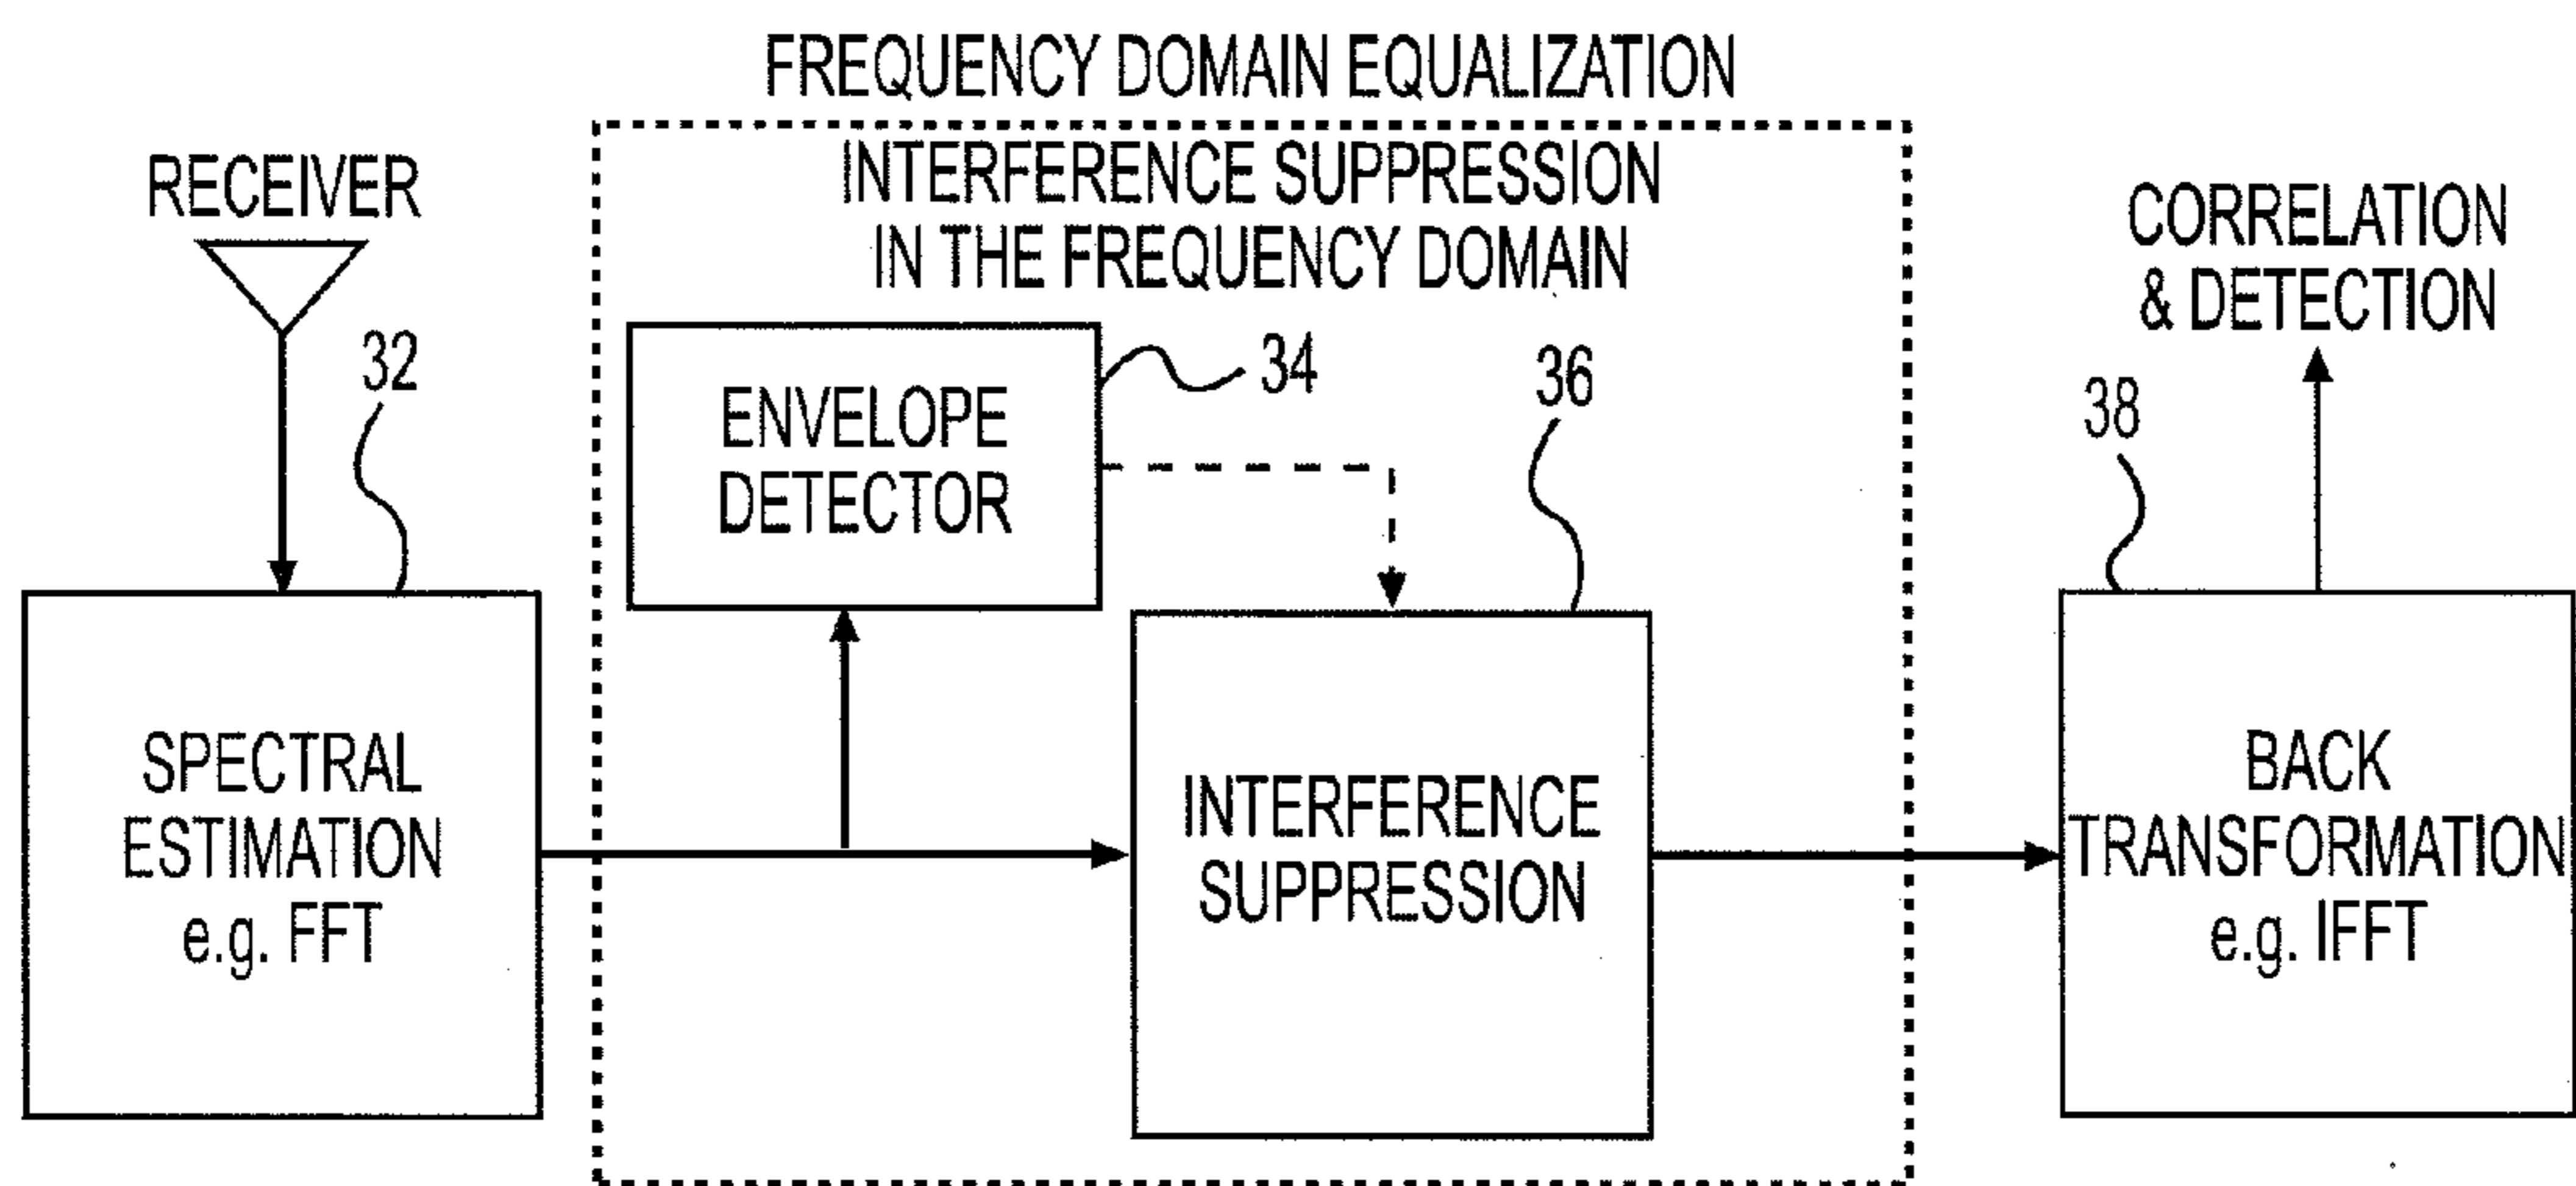 FREQUENCY DOMAIN EQUALIZATION
INTERFERENCE SUPPRESSION
IN THE FREQUENCY DOMAIN
RECEIVER
32
ENVELOPE
DETECTOR
34
36
CORRELATION
& DETECTION
38
SPECTRAL
ESTIMATION
e.g. FFT
INTERFERENCE
SUPPRESSION
BACK
TRANSFORMATION
e.g. IFFT